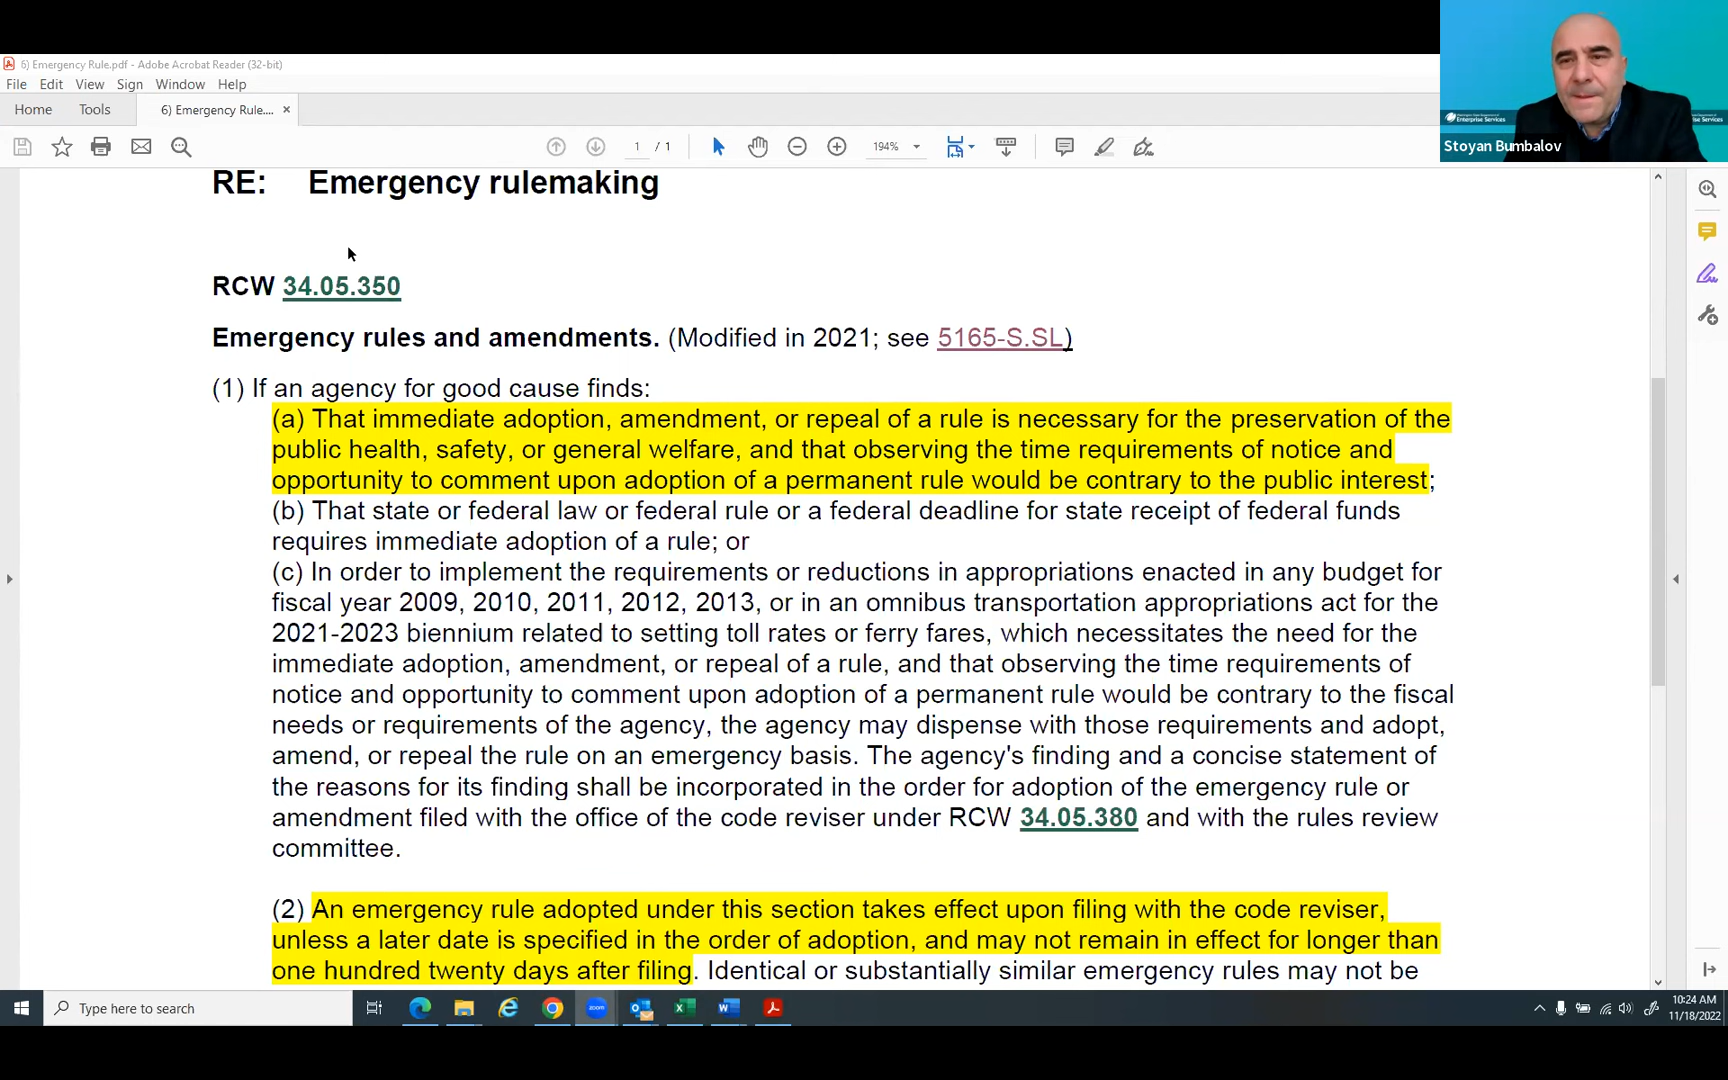 6) Emergency Rule.pdf - Adobe Acrobat Reader (32-bit)
File Edit View Sign Window Help
Home Tools 6) Emergency Rule.... ×
1 / 1 194%
Enterprise Services
Stoyan Bumbalov
RE: Emergency rulemaking
RCW 34.05.350
Emergency rules and amendments. (Modified in 2021; see 5165-S.SL)
(1) If an agency for good cause finds:
(a) That immediate adoption, amendment, or repeal of a rule is necessary for the preservation of the
public health, safety, or general welfare, and that observing the time requirements of notice and
opportunity to comment upon adoption of a permanent rule would be contrary to the public interest;
(b) That state or federal law or federal rule or a federal deadline for state receipt of federal funds
requires immediate adoption of a rule; or
(c) In order to implement the requirements or reductions in appropriations enacted in any budget for
fiscal year 2009, 2010, 2011, 2012, 2013, or in an omnibus transportation appropriations act for the
2021-2023 biennium related to setting toll rates or ferry fares, which necessitates the need for the
immediate adoption, amendment, or repeal of a rule, and that observing the time requirements of
notice and opportunity to comment upon adoption of a permanent rule would be contrary to the fiscal
needs or requirements of the agency, the agency may dispense with those requirements and adopt,
amend, or repeal the rule on an emergency basis. The agency's finding and a concise statement of
the reasons for its finding shall be incorporated in the order for adoption of the emergency rule or
amendment filed with the office of the code reviser under RCW 34.05.380 and with the rules review
committee.
(2) An emergency rule adopted under this section takes effect upon filing with the code reviser,
unless a later date is specified in the order of adoption, and may not remain in effect for longer than
one hundred twenty days after filing. Identical or substantially similar emergency rules may not be
Type here to search
zoom
10:24 AM
11/18/2022